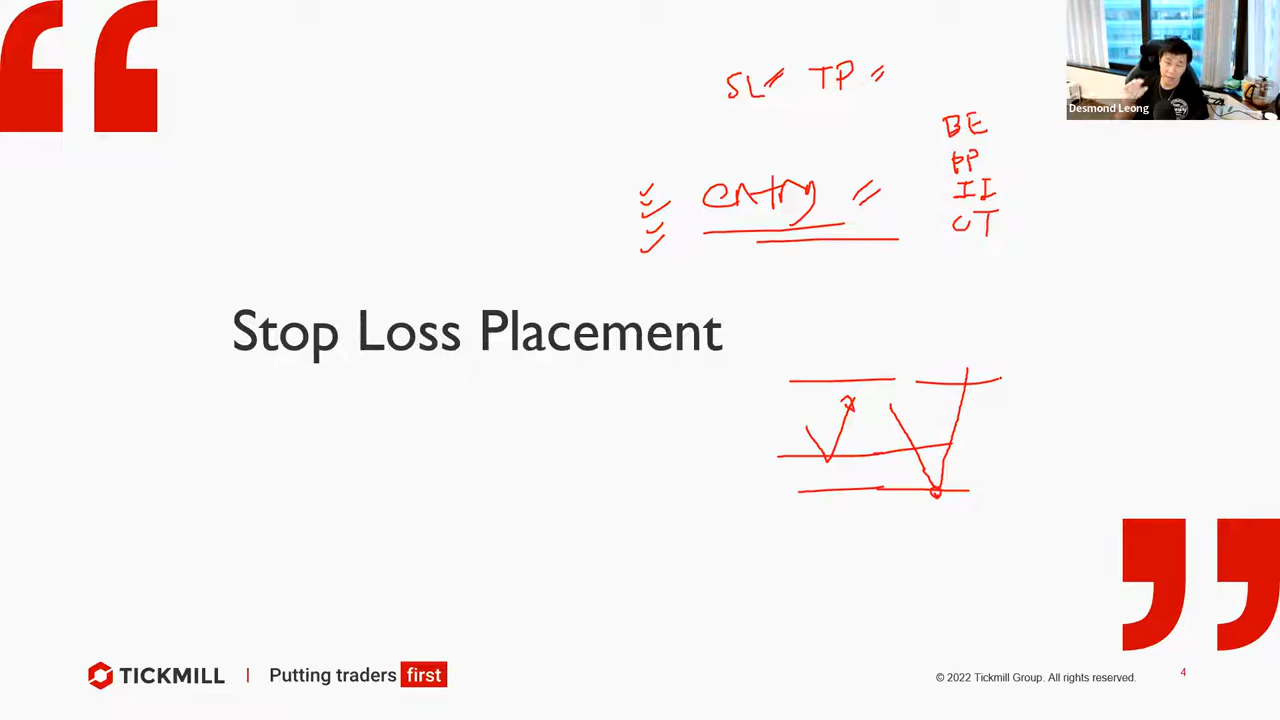 SL TP
Desmond Leong
BE
PP
II
CT
entry
Stop Loss Placement
TICKMILL | Putting traders first
© 2022 Tickmill Group. All rights reserved.
4